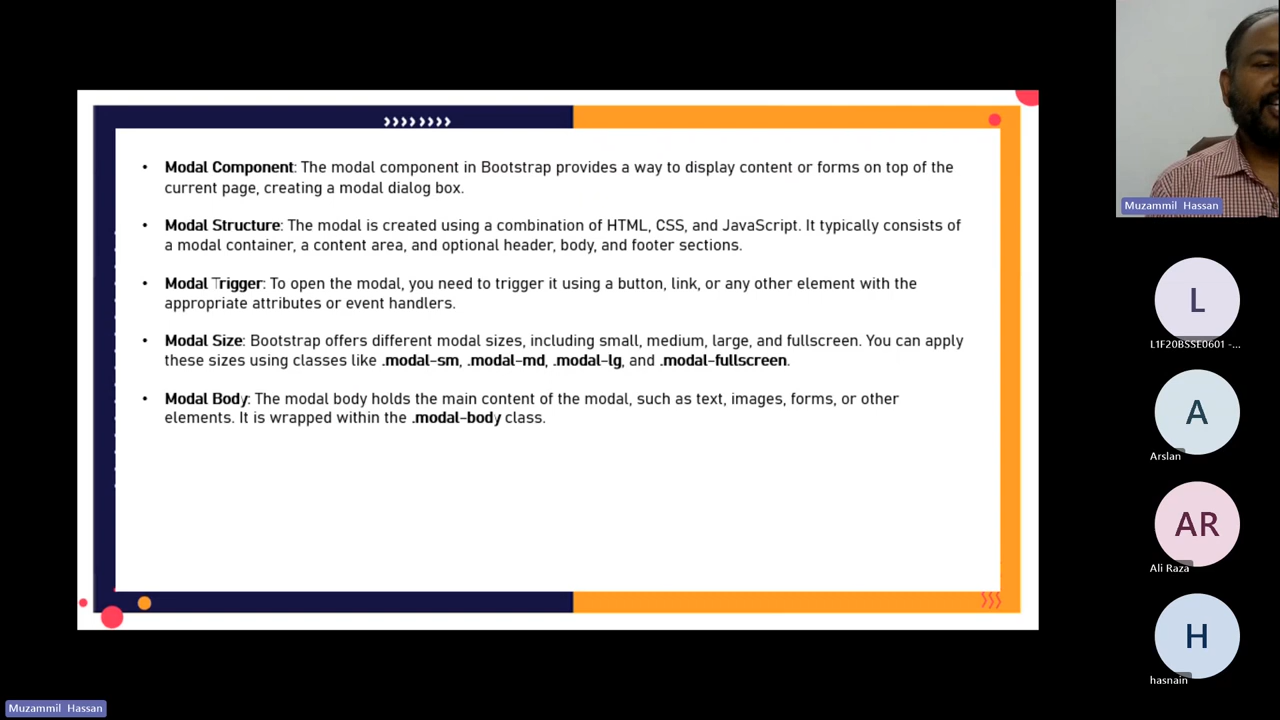 • Modal Component: The modal component in Bootstrap provides a way to display content or forms on top of the
current page, creating a modal dialog box.
• Modal Structure: The modal is created using a combination of HTML, CSS, and JavaScript. It typically consists of
a modal container, a content area, and optional header, body, and footer sections.
• Modal Trigger: To open the modal, you need to trigger it using a button, link, or any other element with the
appropriate attributes or event handlers.
• Modal Size: Bootstrap offers different modal sizes, including small, medium, large, and fullscreen. You can apply
these sizes using classes like .modal-sm, .modal-md, .modal-lg, and .modal-fullscreen.
• Modal Body: The modal body holds the main content of the modal, such as text, images, forms, or other
elements. It is wrapped within the .modal-body class.
Muzammil Hassan
L
L1F20BSSE0601 -...
A
Arslan
AR
Ali Raza
H
hasnain
Muzammil Hassan